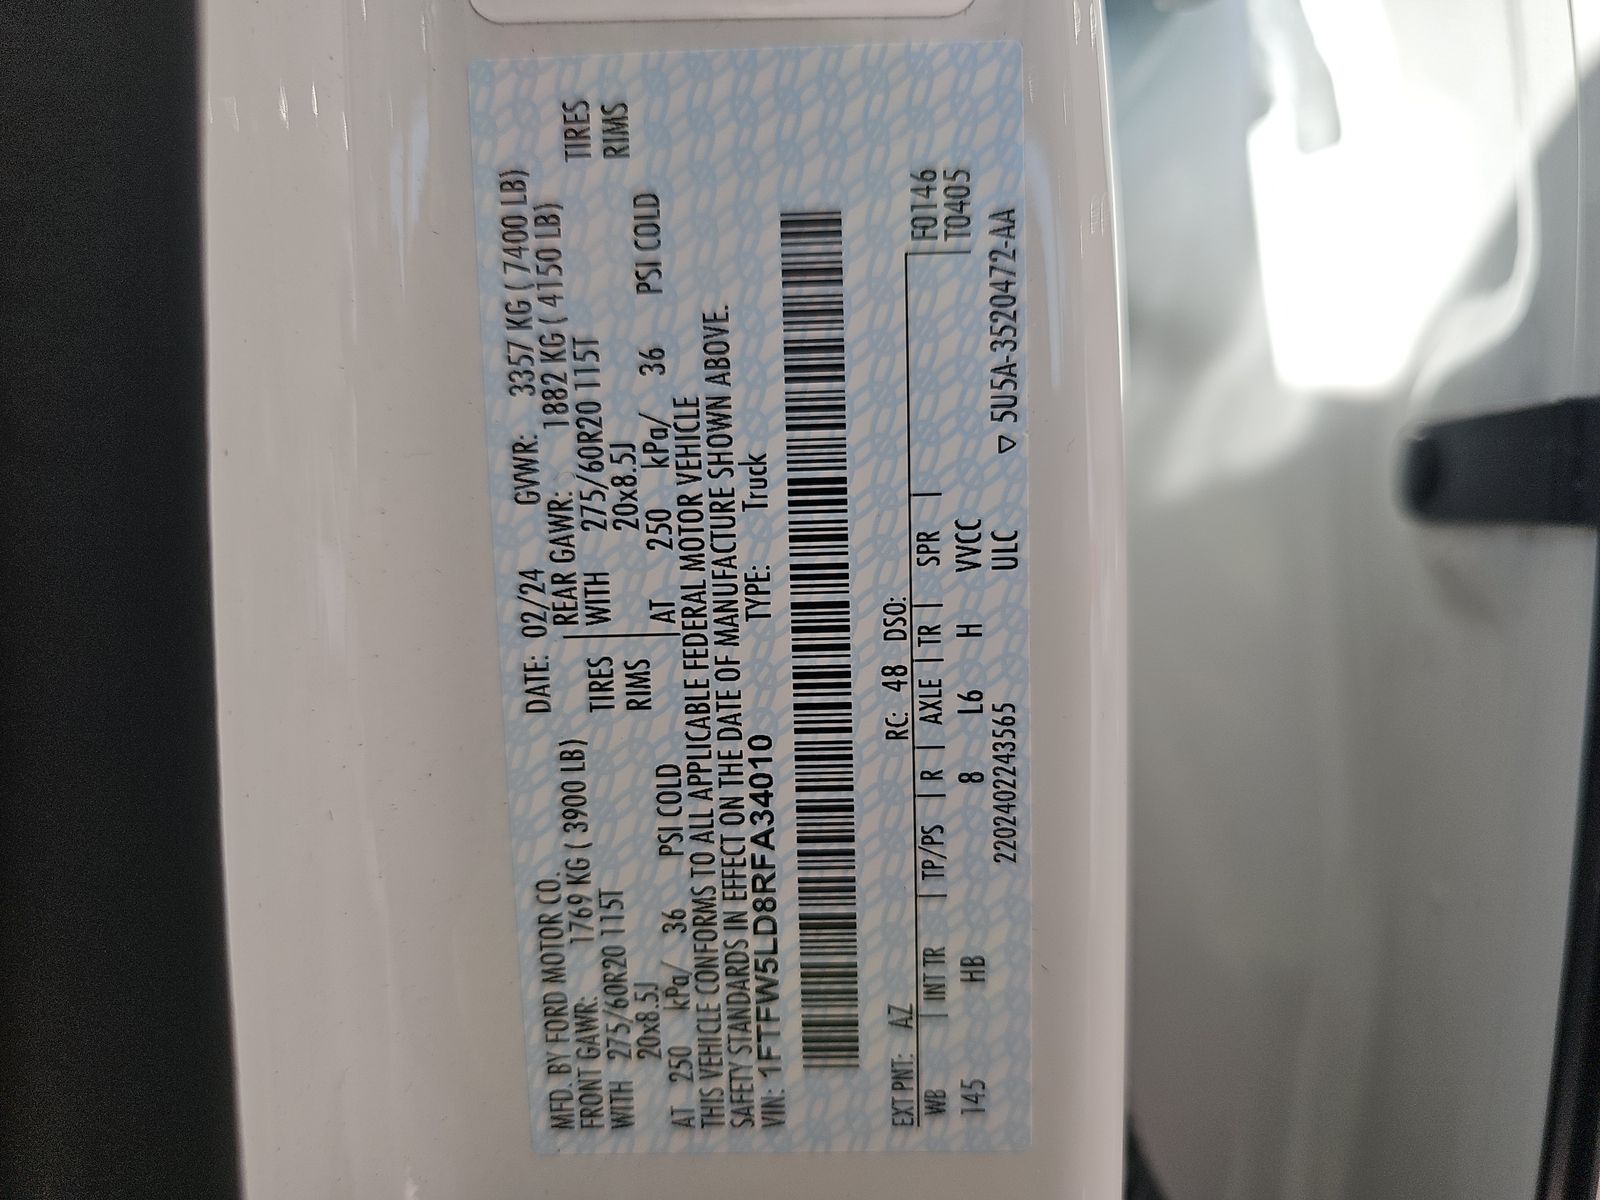 MFD. BY FORD MOTOR CO.
DATE: 02/24
GVWR: 3357 KG ( 7400 LB)
FRONT GAWR: 1769 KG ( 3900 LB)
REAR GAWR: 1882 KG ( 4150 LB)
WITH 275/60R20 115T TIRES
WITH 275/60R20 115T TIRES
20x8.5J RIMS
20x8.5J RIMS
AT 250 kPa/ 36 PSI COLD
AT 250 kPa/ 36 PSI COLD
THIS VEHICLE CONFORMS TO ALL APPLICABLE FEDERAL MOTOR VEHICLE
SAFETY STANDARDS IN EFFECT ON THE DATE OF MANUFACTURE SHOWN ABOVE.
VIN: 1FTFW5LD8RFA34010 TYPE: Truck
EXT PNT: AZ RC: 48 DSO: F0146
WB | INT TR | TP/PS | R | AXLE | TR | SPR | T0405
145 HB 8 L6 H VVCC
220240224 3565 ULC ▽ 5U5A-3520472-AA